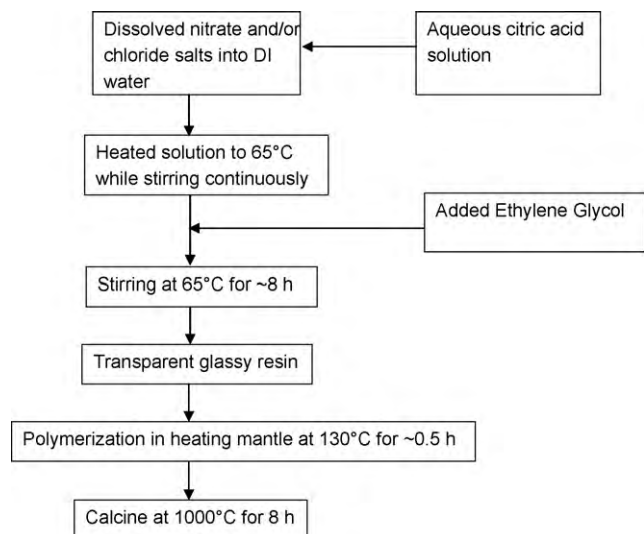 Dissolved nitrate and/or
chloride salts into DI
water
Aqueous citric acid
solution
Heated solution to 65°C
while stirring continuously
Added Ethylene Glycol
Stirring at 65°C for ~8 h
Transparent glassy resin
Polymerization in heating mantle at 130°C for ~0.5 h
Calcine at 1000°C for 8 h